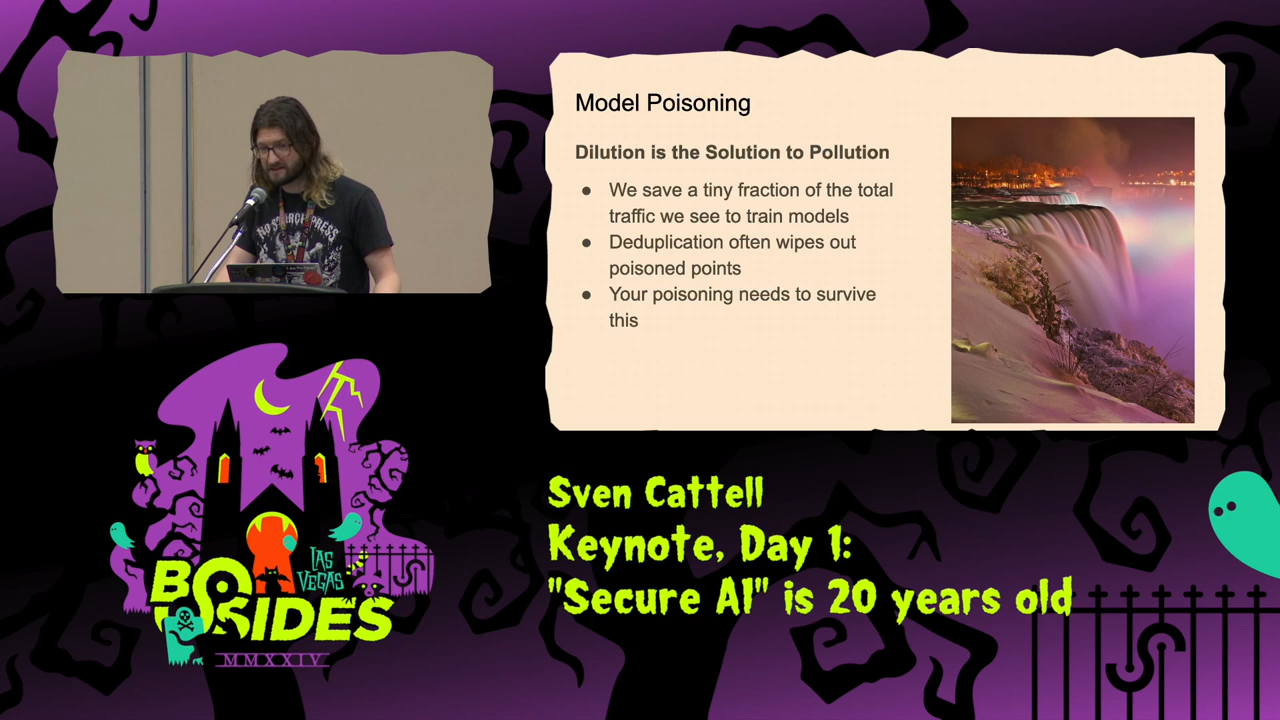 Model Poisoning
Dilution is the Solution to Pollution
● We save a tiny fraction of the total
traffic we see to train models
● Deduplication often wipes out
poisoned points
● Your poisoning needs to survive
this
LAS
VEGAS
BSIDES
MMXXIV
Sven Cattell
Keynote, Day 1:
"Secure AI" is 20 years old